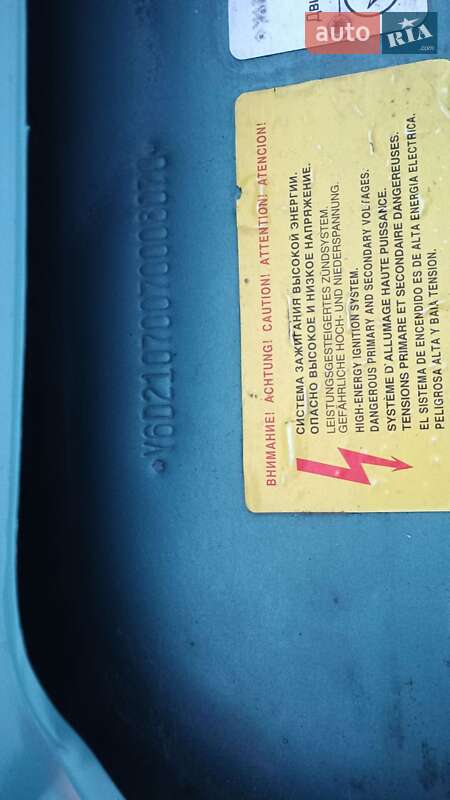 auto RIA
.com
ВНИМАНИЕ! ACHTUNG! CAUTION! ATTENTION! ATENCION!
СИСТЕМА ЗАЖИГАНИЯ ВЫСОКОЙ ЭНЕРГИИ.
ОПАСНО ВЫСОКОЕ И НИЗКОЕ НАПРЯЖЕНИЕ.
LEISTUNGSGESTEIGERTES ZÜNDSYSTEM.
GEFÄHRLICHE HOCH- UND NIEDERSPANNUNG.
HIGH-ENERGY IGNITION SYSTEM.
DANGEROUS PRIMARY AND SECONDARY VOLTAGES.
SYSTÈME D'ALLUMAGE HAUTE PUISSANCE.
TENSIONS PRIMARE ET SECONDAIRE DANGEREUSES.
EL SISTEMA DE ENCENDIDO ES DE ALTA ENERGIA ELECTRICA.
PELIGROSA ALTA Y BAJA TENSION.